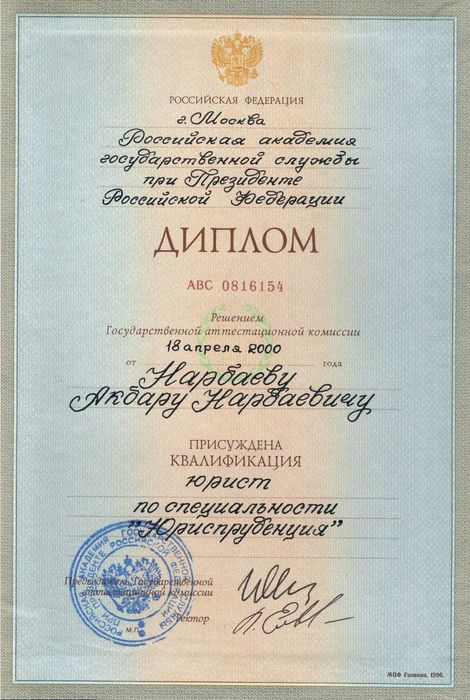 РОССИЙСКАЯ ФЕДЕРАЦИЯ
г. Москва
Российская академия
государственной службы
при Президенте
Российской Федерации
ДИПЛОМ
АВС 0816154
Решением
Государственной аттестационной комиссии
18 апреля 2000
от года
Нарбаеву
Акбару Нарбаевичу
ПРИСУЖДЕНА
КВАЛИФИКАЦИЯ
юрист
по специальности
"Юриспруденция"
Председатель Государственной
аттестационной комиссии
Ректор
М.П.
МПФ Гознака. 1996.